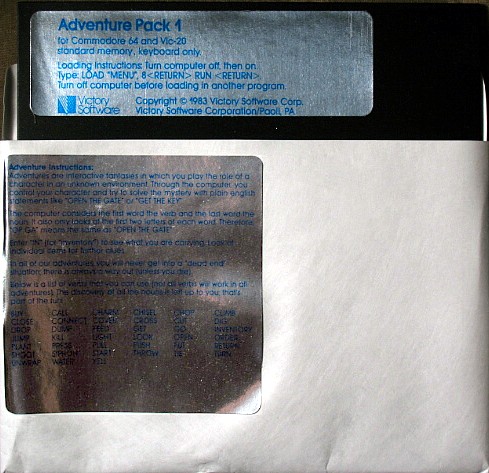 Adventure Pack 1
for Commodore 64 and Vic-20
standard memory, keyboard only.
Loading Instructions: Turn computer off, then on.
Type: LOAD "MENU", 8 <RETURN> RUN <RETURN>.
Turn off computer before loading in another program.
Victory Software
Copyright © 1983 Victory Software Corp.
Victory Software Corporation/Paoli, PA
Adventure Instructions:
Adventures are interactive fantasies in which you play the role of a
character in an unknown environment. Through the computer, you
control your character and try to solve the mystery with plain english
statements like "OPEN THE GATE" or "GET THE KEY".
The computer considers the first word the verb and the last word the
noun. It also only looks at the first two letters of each word. Therefore
"OP GA" means the same as "OPEN THE GATE".
Enter "IN" (for "Inventory") to see what you are carrying. Look at
individual items for further clues.
In all of our adventures, you will never get into a "dead end"
situation; there is always a way out (unless you die).
Below is a list of verbs that you can use (not all verbs will work in all
adventures). The discovery of all the nouns is left up to you; that's
part of the fun!
BUY CALL CHARM CHISEL CHOP CLIMB
CLOSE CONNECT COVER CROSS CUT DIG
DROP DUMP FEED GET GO INVENTORY
JUMP KILL LIGHT LOOK OPEN ORDER
PLANT PRESS PULL PUSH PUT RETURN
SHOOT SIPHON START THROW TIE TURN
UNWRAP WATER YELL